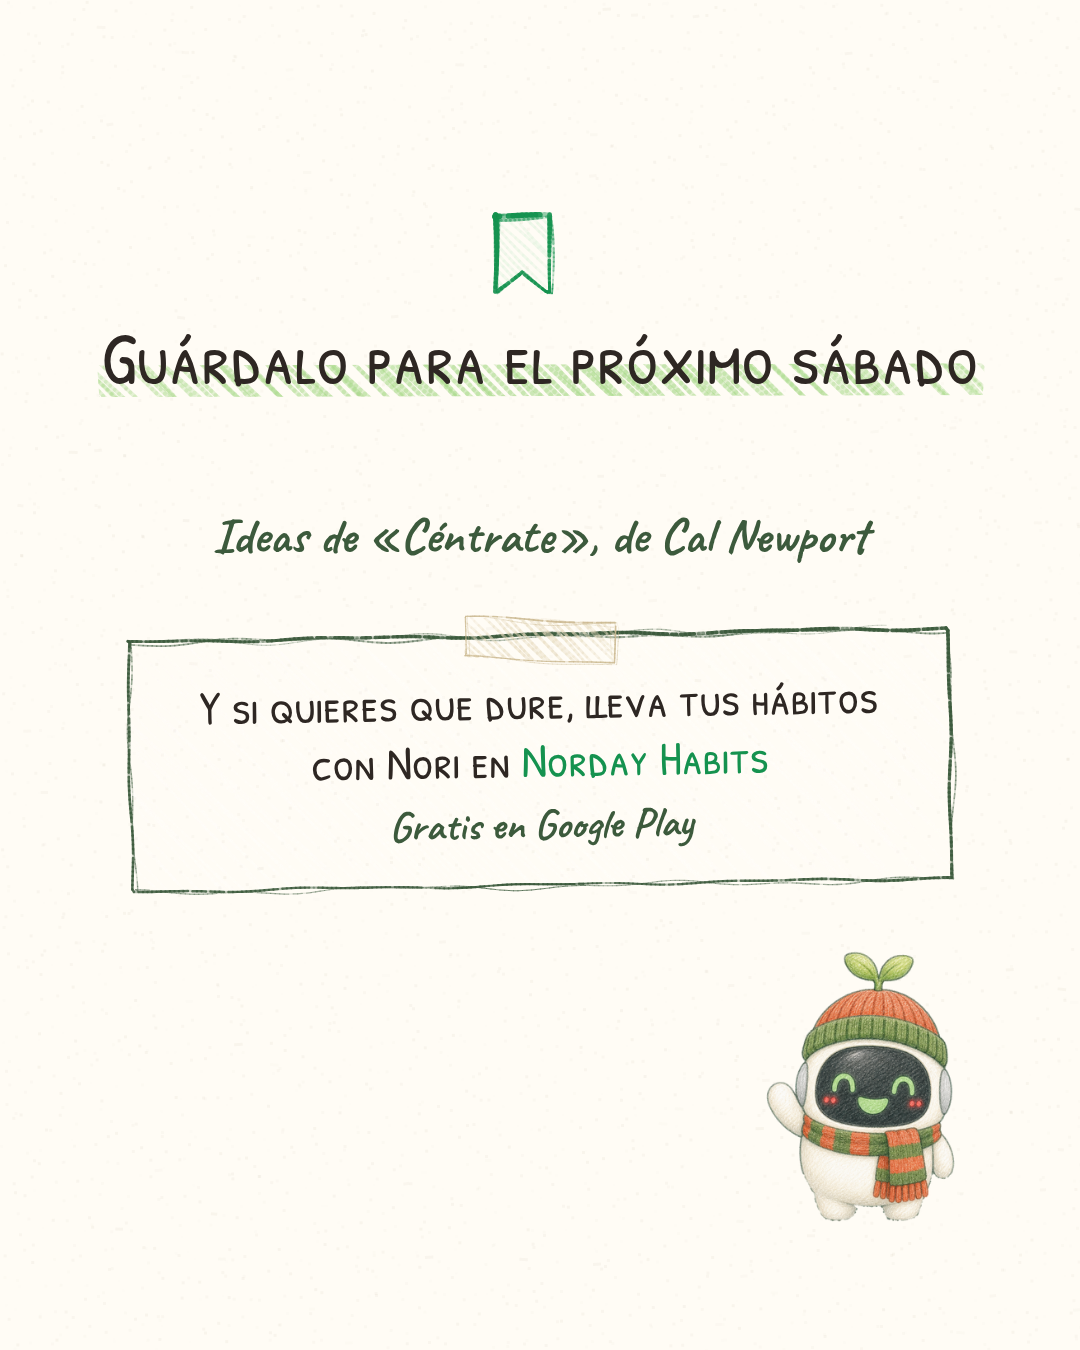 Guárdalo para el próximo sábado
Ideas de «Céntrate», de Cal Newport
Y si quieres que dure, lleva tus hábitos
con Nori en Norday Habits
Gratis en Google Play